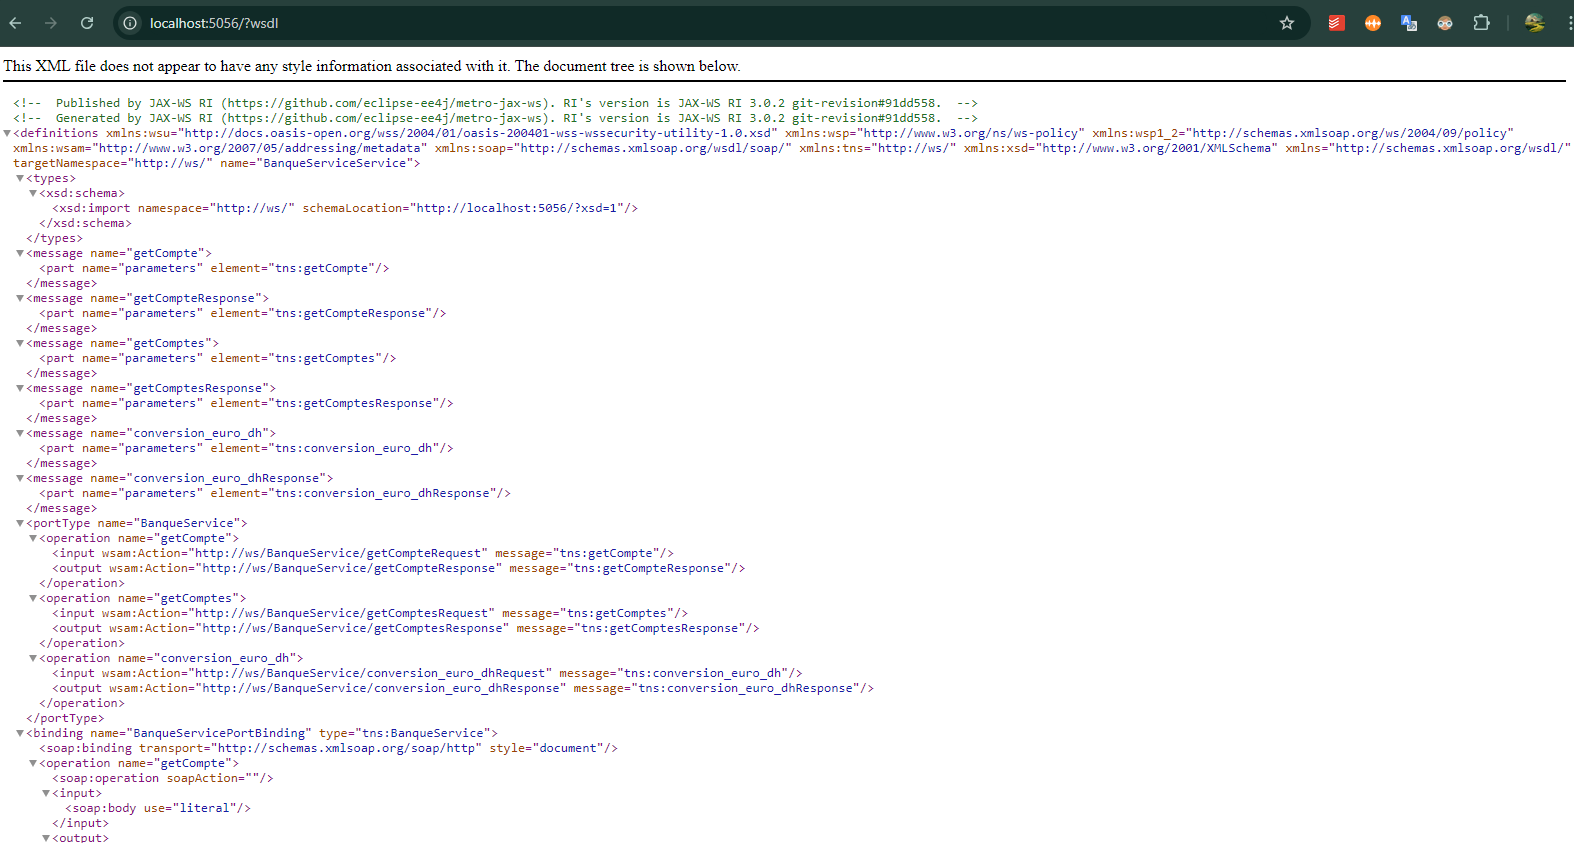 localhost:5056/?wsdl
This XML file does not appear to have any style information associated with it. The document tree is shown below.
<!--  Published by JAX-WS RI (https://github.com/eclipse-ee4j/metro-jax-ws). RI's version is JAX-WS RI 3.0.2 git-revision#91dd558.  -->
<!--  Generated by JAX-WS RI (https://github.com/eclipse-ee4j/metro-jax-ws). RI's version is JAX-WS RI 3.0.2 git-revision#91dd558.  -->
<definitions xmlns:wsu="http://docs.oasis-open.org/wss/2004/01/oasis-200401-wss-wssecurity-utility-1.0.xsd" xmlns:wsp="http://www.w3.org/ns/ws-policy" xmlns:wsp1_2="http://schemas.xmlsoap.org/ws/2004/09/policy"
xmlns:wsam="http://www.w3.org/2007/05/addressing/metadata" xmlns:soap="http://schemas.xmlsoap.org/wsdl/soap/" xmlns:tns="http://ws/" xmlns:xsd="http://www.w3.org/2001/XMLSchema" xmlns="http://schemas.xmlsoap.org/wsdl/"
targetNamespace="http://ws/" name="BanqueServiceService">
<types>
<xsd:schema>
<xsd:import namespace="http://ws/" schemaLocation="http://localhost:5056/?xsd=1"/>
</xsd:schema>
</types>
<message name="getCompte">
<part name="parameters" element="tns:getCompte"/>
</message>
<message name="getCompteResponse">
<part name="parameters" element="tns:getCompteResponse"/>
</message>
<message name="getComptes">
<part name="parameters" element="tns:getComptes"/>
</message>
<message name="getComptesResponse">
<part name="parameters" element="tns:getComptesResponse"/>
</message>
<message name="conversion_euro_dh">
<part name="parameters" element="tns:conversion_euro_dh"/>
</message>
<message name="conversion_euro_dhResponse">
<part name="parameters" element="tns:conversion_euro_dhResponse"/>
</message>
<portType name="BanqueService">
<operation name="getCompte">
<input wsam:Action="http://ws/BanqueService/getCompteRequest" message="tns:getCompte"/>
<output wsam:Action="http://ws/BanqueService/getCompteResponse" message="tns:getCompteResponse"/>
</operation>
<operation name="getComptes">
<input wsam:Action="http://ws/BanqueService/getComptesRequest" message="tns:getComptes"/>
<output wsam:Action="http://ws/BanqueService/getComptesResponse" message="tns:getComptesResponse"/>
</operation>
<operation name="conversion_euro_dh">
<input wsam:Action="http://ws/BanqueService/conversion_euro_dhRequest" message="tns:conversion_euro_dh"/>
<output wsam:Action="http://ws/BanqueService/conversion_euro_dhResponse" message="tns:conversion_euro_dhResponse"/>
</operation>
</portType>
<binding name="BanqueServicePortBinding" type="tns:BanqueService">
<soap:binding transport="http://schemas.xmlsoap.org/soap/http" style="document"/>
<operation name="getCompte">
<soap:operation soapAction=""/>
<input>
<soap:body use="literal"/>
</input>
<output>